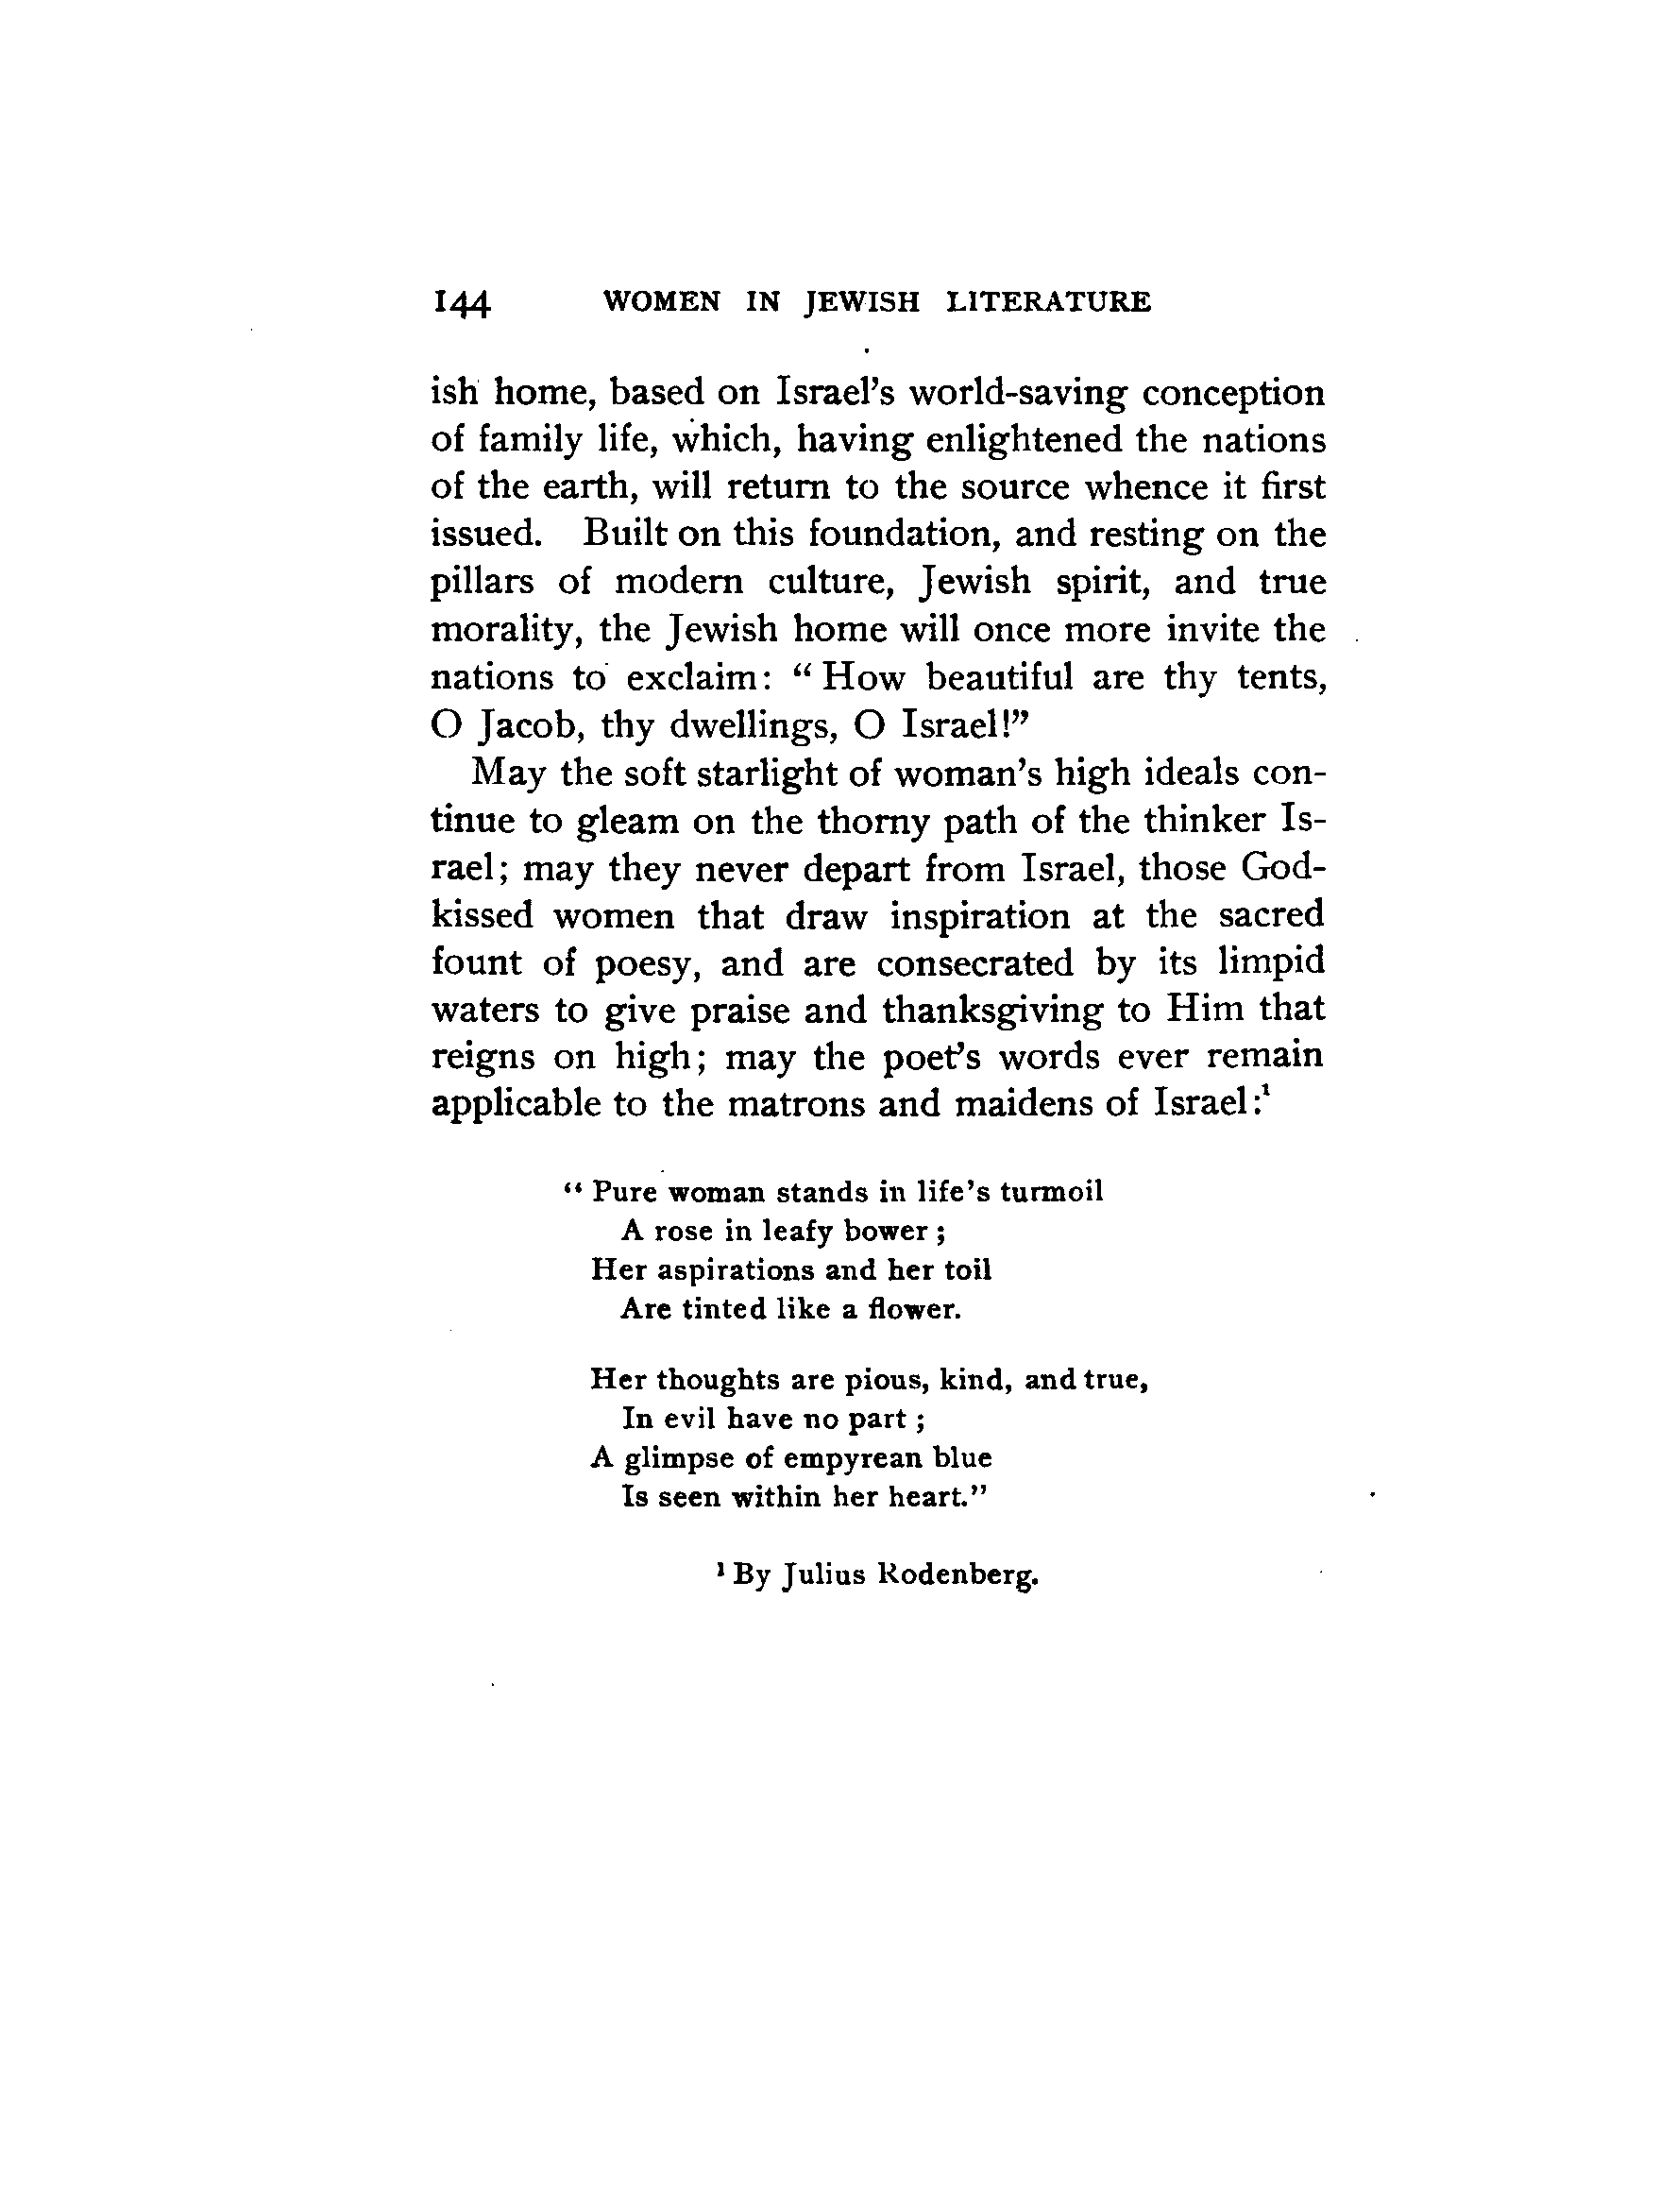 144 WOMEN IN JEWISH LITERATURE
ish home, based on Israel's world-saving conception
of family life, which, having enlightened the nations
of the earth, will return to the source whence it first
issued. Built on this foundation, and resting on the
pillars of modern culture, Jewish spirit, and true
morality, the Jewish home will once more invite the
nations to exclaim: “How beautiful are thy tents,
O Jacob, thy dwellings, O Israel!”
May the soft starlight of woman's high ideals con-
tinue to gleam on the thorny path of the thinker Is-
rael; may they never depart from Israel, those God-
kissed women that draw inspiration at the sacred
fount of poesy, and are consecrated by its limpid
waters to give praise and thanksgiving to Him that
reigns on high; may the poet's words ever remain
applicable to the matrons and maidens of Israel:¹
“Pure woman stands in life's turmoil
A rose in leafy bower;
Her aspirations and her toil
Are tinted like a flower.
Her thoughts are pious, kind, and true,
In evil have no part;
A glimpse of empyrean blue
Is seen within her heart.”
¹ By Julius Rodenberg.